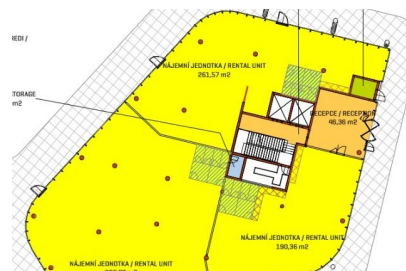 REDI /
NÁJEMNÍ JEDNOTKA / RENTAL UNIT
261,57 m2
STORAGE
m2
RECEPCE / RECEPTION
46,36 m2
NÁJEMNÍ JEDNOTKA / RENTAL UNIT
190,36 m2
NÁJEMNÍ JEDNOTKA / RENTAL UNIT